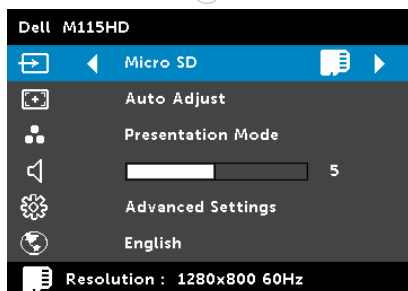 Dell M115HD
Micro SD
Auto Adjust
Presentation Mode
5
Advanced Settings
English
Resolution : 1280x800 60Hz